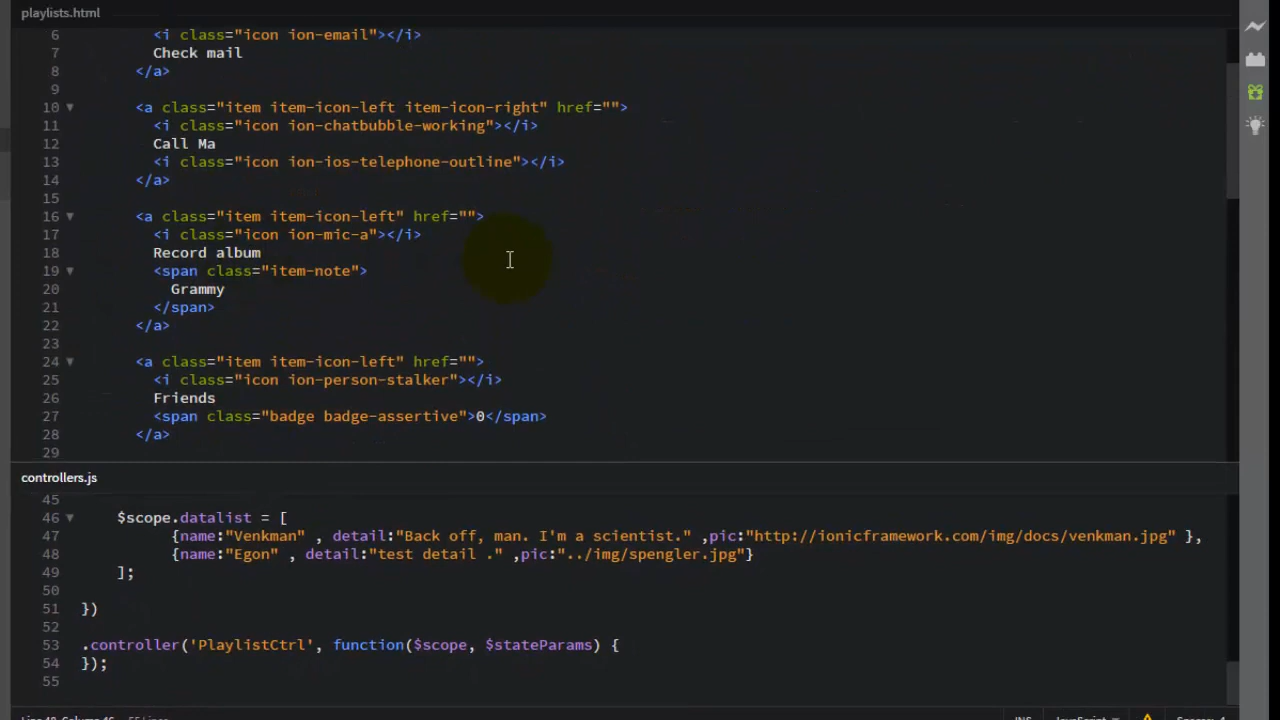 playlists.html
6 <i class="icon ion-email"></i>
7 Check mail
8 </a>
9
10 <a class="item item-icon-left item-icon-right" href="">
11 <i class="icon ion-chatbubble-working"></i>
12 Call Ma
13 <i class="icon ion-ios-telephone-outline"></i>
14 </a>
15
16 <a class="item item-icon-left" href="">
17 <i class="icon ion-mic-a"></i>
18 Record album
19 <span class="item-note">
20 Grammy
21 </span>
22 </a>
23
24 <a class="item item-icon-left" href="">
25 <i class="icon ion-person-stalker"></i>
26 Friends
27 <span class="badge badge-assertive">0</span>
28 </a>
29
controllers.js
45
46 $scope.datalist = [
47 {name:"Venkman" , detail:"Back off, man. I'm a scientist." ,pic:"http://ionicframework.com/img/docs/venkman.jpg" },
48 {name:"Egon" , detail:"test detail ." ,pic:"../img/spengler.jpg"}
49 ];
50
51 })
52
53 .controller('PlaylistCtrl', function($scope, $stateParams) {
54 });
55